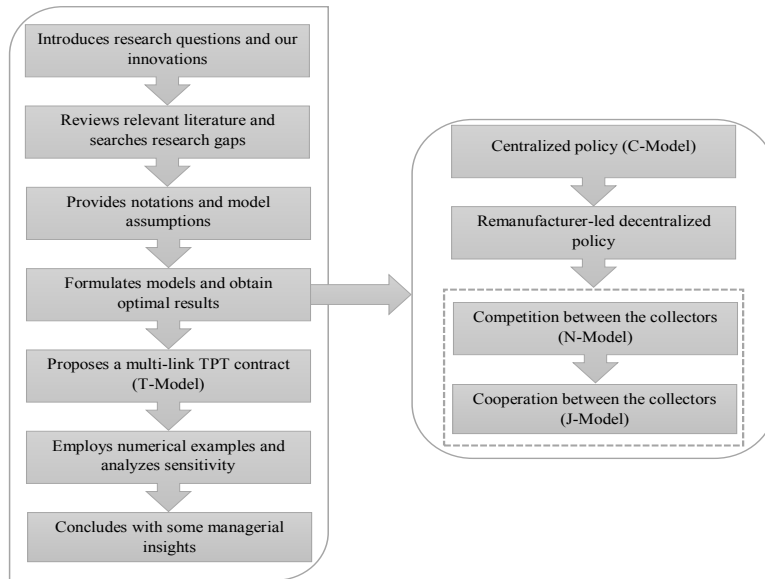 Introduces research questions and our
innovations
Reviews relevant literature and
searches research gaps
Provides notations and model
assumptions
Formulates models and obtain
optimal results
Proposes a multi-link TPT contract
(T-Model)
Employs numerical examples and
analyzes sensitivity
Concludes with some managerial
insights
Centralized policy (C-Model)
Remanufacturer-led decentralized
policy
Competition between the collectors
(N-Model)
Cooperation between the collectors
(J-Model)